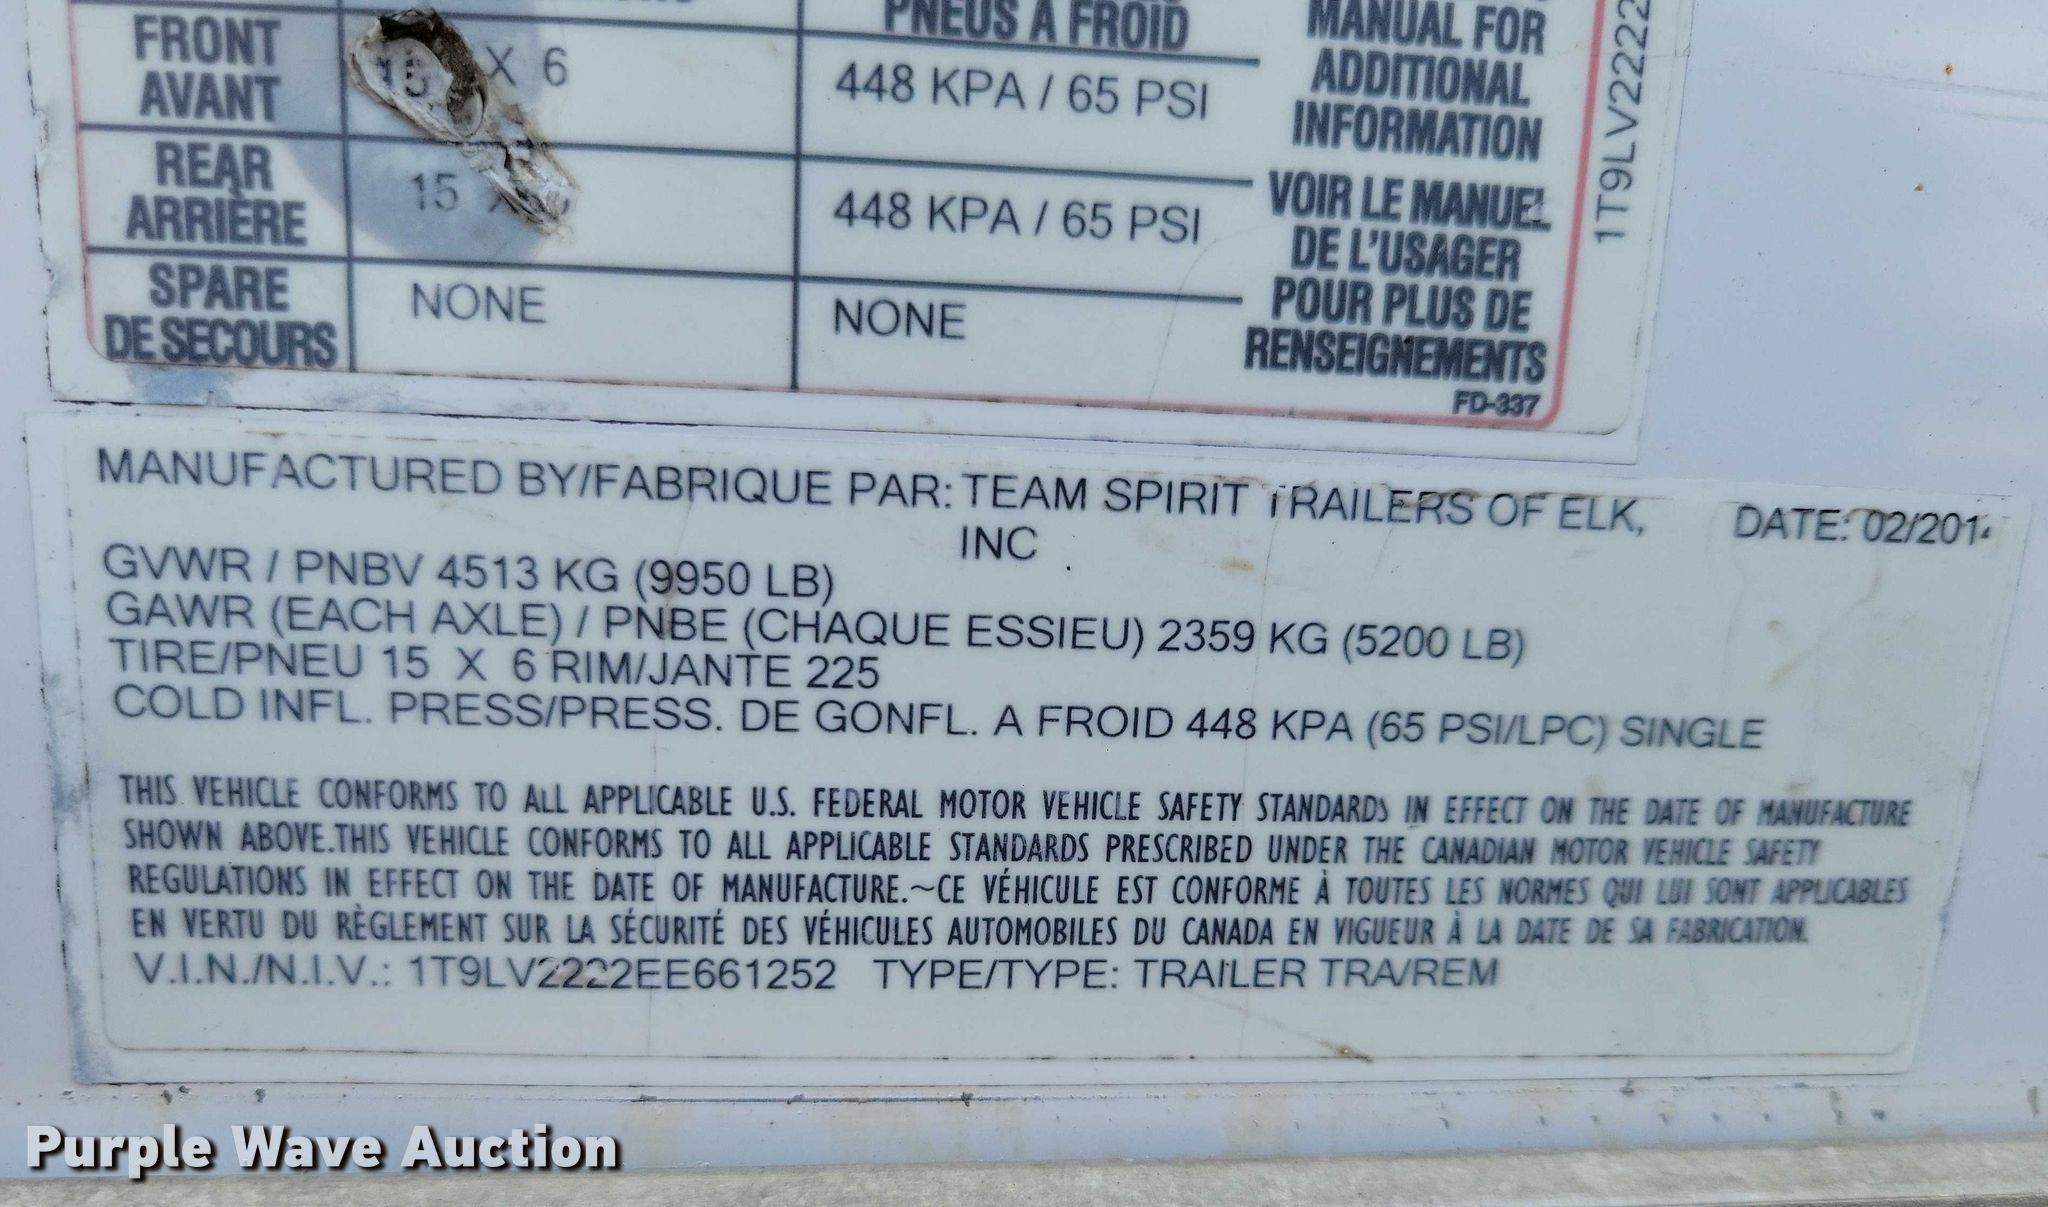 PNEUS À FROID
MANUAL FOR
ADDITIONAL
INFORMATION
FRONT
AVANT
15 X 6
448 KPA / 65 PSI
REAR
ARRIÈRE
15
448 KPA / 65 PSI
VOIR LE MANUEL
DE L'USAGER
POUR PLUS DE
RENSEIGNEMENTS
SPARE
DE SECOURS
NONE
NONE
FD-337
1T9LV2222
MANUFACTURED BY/FABRIQUE PAR: TEAM SPIRIT TRAILERS OF ELK,
INC
DATE: 02/2014
GVWR / PNBV 4513 KG (9950 LB)
GAWR (EACH AXLE) / PNBE (CHAQUE ESSIEU) 2359 KG (5200 LB)
TIRE/PNEU 15 X 6 RIM/JANTE 225
COLD INFL. PRESS/PRESS. DE GONFL. A FROID 448 KPA (65 PSI/LPC) SINGLE
THIS VEHICLE CONFORMS TO ALL APPLICABLE U.S. FEDERAL MOTOR VEHICLE SAFETY STANDARDS IN EFFECT ON THE DATE OF MANUFACTURE
SHOWN ABOVE.THIS VEHICLE CONFORMS TO ALL APPLICABLE STANDARDS PRESCRIBED UNDER THE CANADIAN MOTOR VEHICLE SAFETY
REGULATIONS IN EFFECT ON THE DATE OF MANUFACTURE.~CE VÉHICULE EST CONFORME À TOUTES LES NORMES QUI LUI SONT APPLICABLES
EN VERTU DU RÈGLEMENT SUR LA SÉCURITÉ DES VÉHICULES AUTOMOBILES DU CANADA EN VIGUEUR À LA DATE DE SA FABRICATION.
V.I.N./N.I.V.: 1T9LV2222EE661252 TYPE/TYPE: TRAILER TRA/REM
Purple Wave Auction